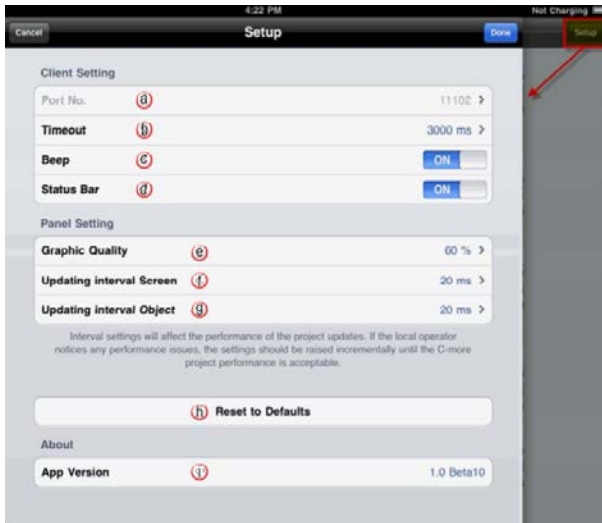 4:22 PM Not Charging
Cancel Setup Done Setup
Client Setting
Port No. a 11102
Timeout b 3000 ms
Beep c ON
Status Bar d ON
Panel Setting
Graphic Quality e 60 %
Updating interval Screen f 20 ms
Updating interval Object g 20 ms
Interval settings will affect the performance of the project updates. If the local operator
notices any performance issues, the settings should be raised incrementally until the C-more
project performance is acceptable.
h Reset to Defaults
About
App Version i 1.0 Beta10